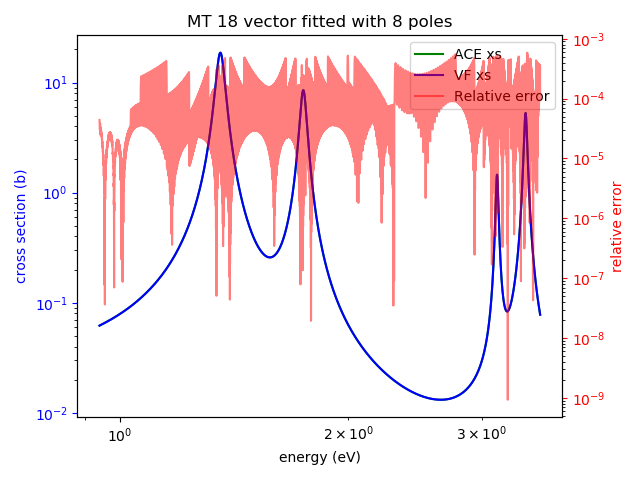 MT 18 vector fitted with 8 poles
ACE xs
VF xs
Relative error
cross section (b)
10¹
10⁰
10⁻¹
10⁻²
10⁻³
10⁻⁴
10⁻⁵
10⁻⁶
10⁻⁷
10⁻⁸
10⁻⁹
relative error
10⁰
2 × 10⁰
3 × 10⁰
energy (eV)